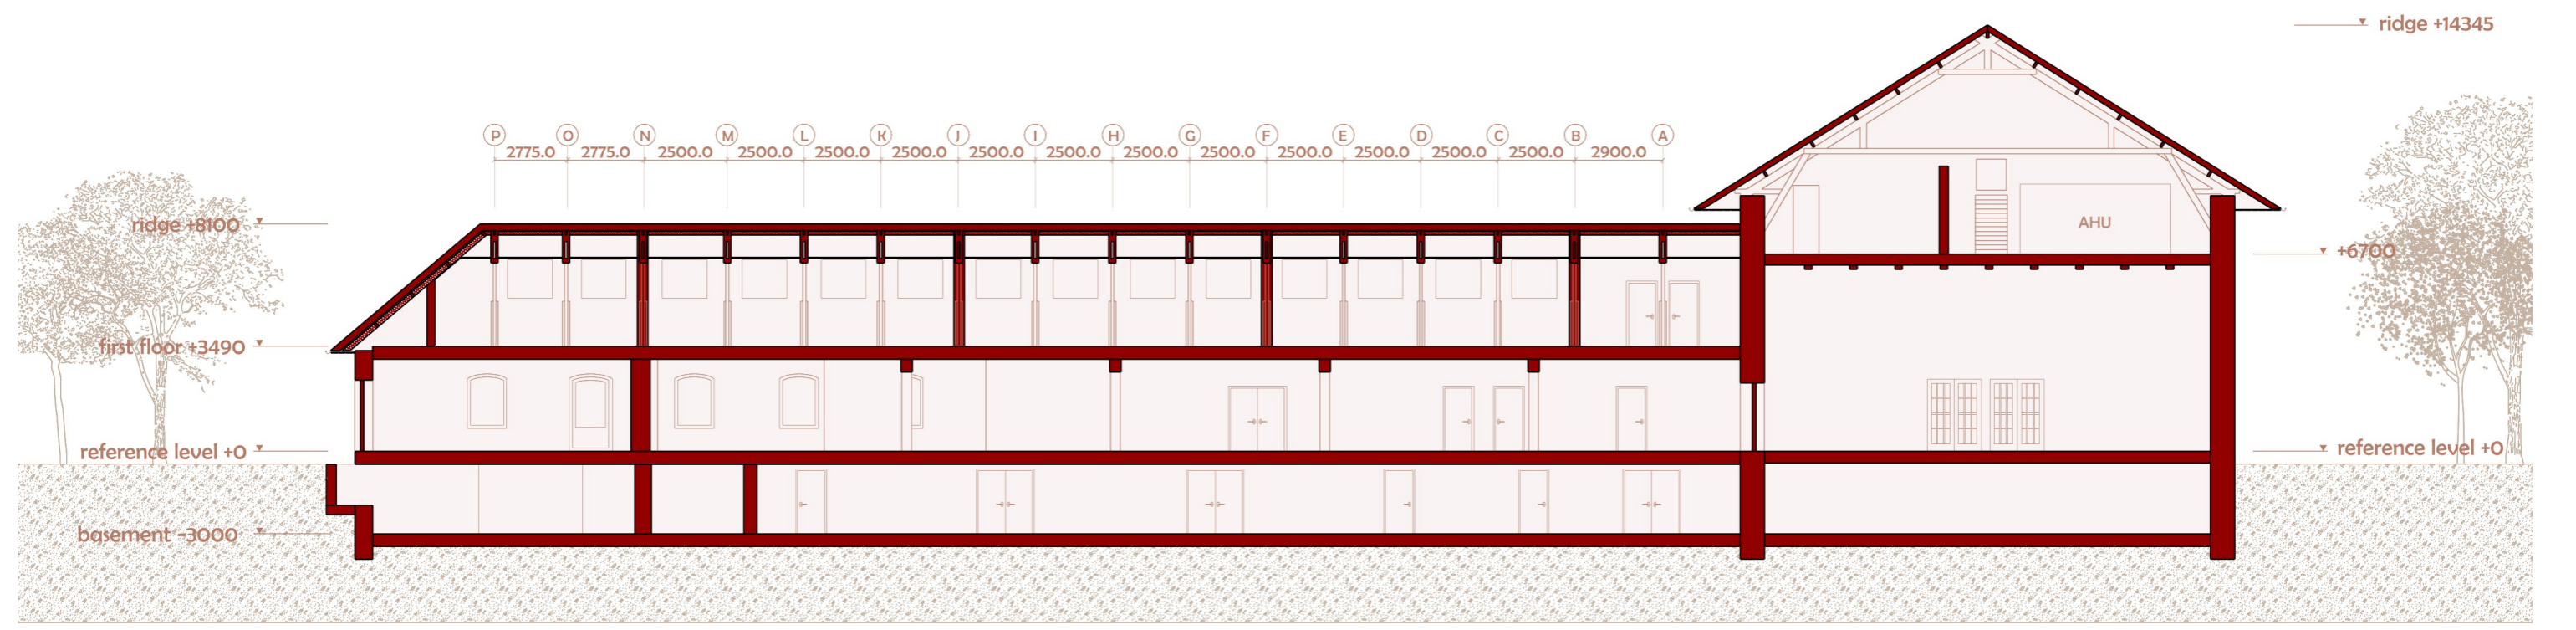 ridge +14345
P O N M L K J I H G F E D C B A
2775.0 2775.0 2500.0 2500.0 2500.0 2500.0 2500.0 2500.0 2500.0 2500.0 2500.0 2500.0 2500.0 2500.0 2900.0
ridge +8100
AHU
+6700
first floor +3490
reference level +0
reference level +0
basement -3000